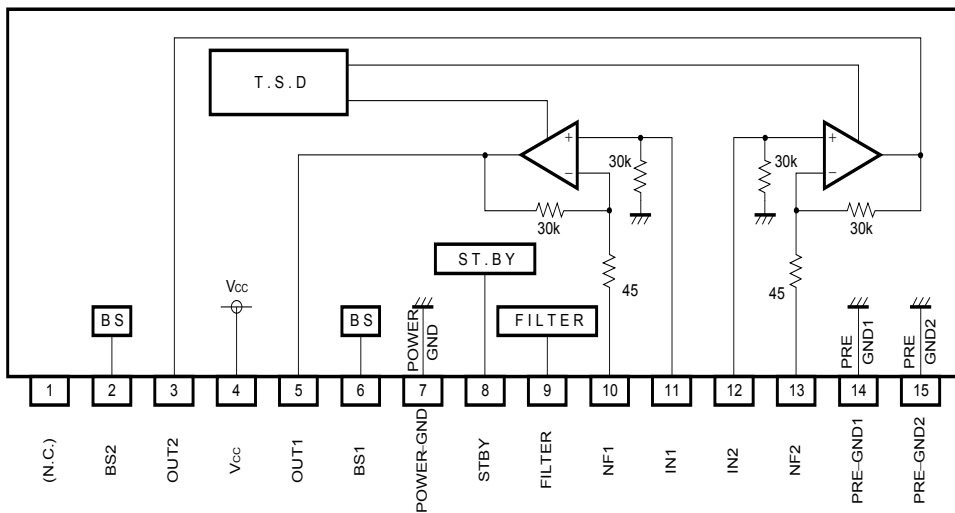 T.S.D
+
+
30k
30k
−
−
30k
30k
ST.BY
45
45
VCC
BS
BS
POWER
GND
FILTER
PRE
GND1
PRE
GND2
1
2
3
4
5
6
7
8
9
10
11
12
13
14
15
(N.C.)
BS2
OUT2
VCC
OUT1
BS1
POWER−GND
STBY
FILTER
NF1
IN1
IN2
NF2
PRE−GND1
PRE−GND2